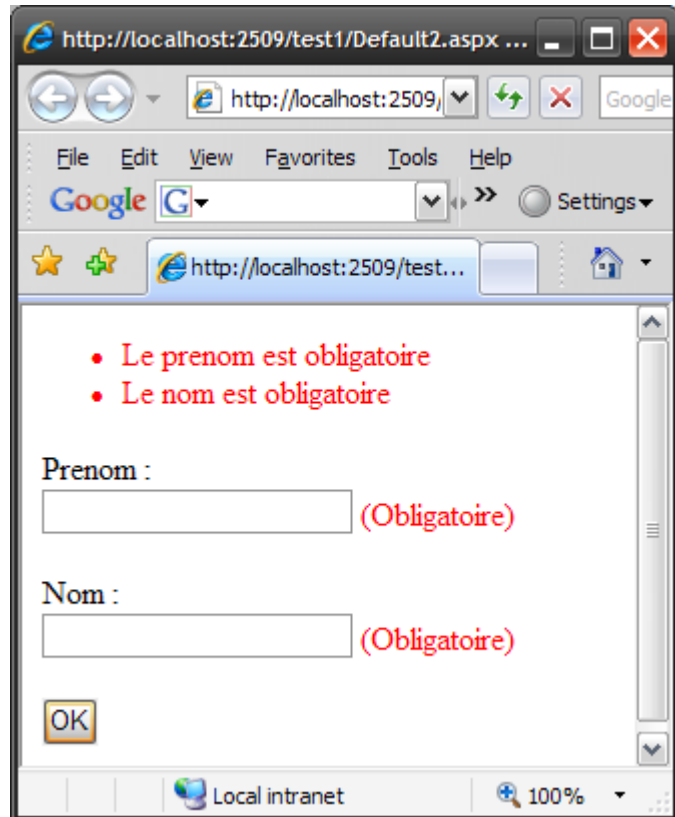 http://localhost:2509/test1/Default2.aspx ...
http://localhost:2509/
Google
File Edit View Favorites Tools Help
Google G Settings
http://localhost:2509/test...
• Le prenom est obligatoire
• Le nom est obligatoire
Prenom :
(Obligatoire)
Nom :
(Obligatoire)
OK
Local intranet 100%